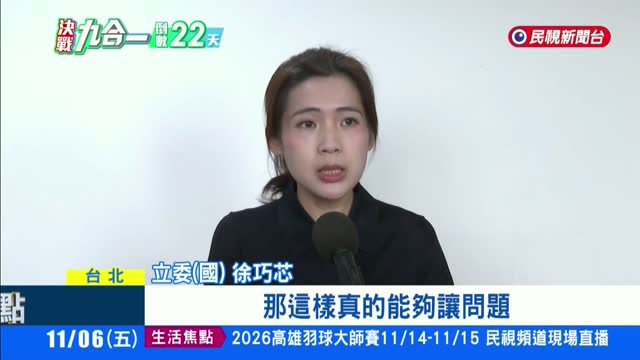 決戰九合一倒數22天
民視新聞台
台北
立委(國) 徐巧芯
點
那這樣真的能夠讓問題
11/06(五)
生活焦點
2026高雄羽球大師賽11/14-11/15 民視頻道現場直播